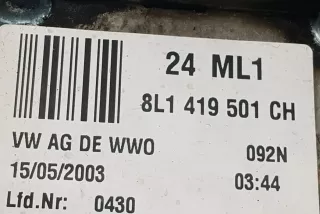 24 ML1
8L1 419 501 CH
VW AG DE WWO 092N
15/05/2003 03:44
Lfd.Nr: 0430